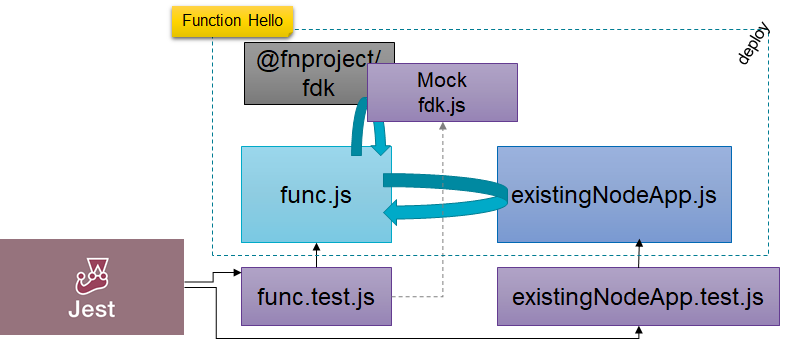 Function Hello
deploy
@fnproject/
fdk
Mock
fdk.js
func.js
existingNodeApp.js
Jest
func.test.js
existingNodeApp.test.js